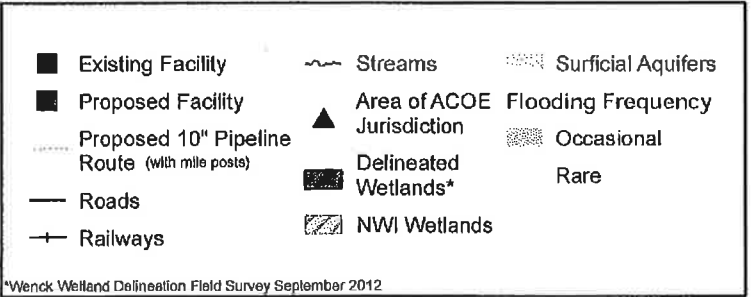 Existing Facility
Proposed Facility
Proposed 10" Pipeline
Route (with mile posts)
Roads
Railways
Streams
Area of ACOE
Jurisdiction
Delineated
Wetlands*
NWI Wetlands
Surficial Aquifers
Flooding Frequency
Occasional
Rare
*Wenck Wetland Delineation Field Survey September 2012